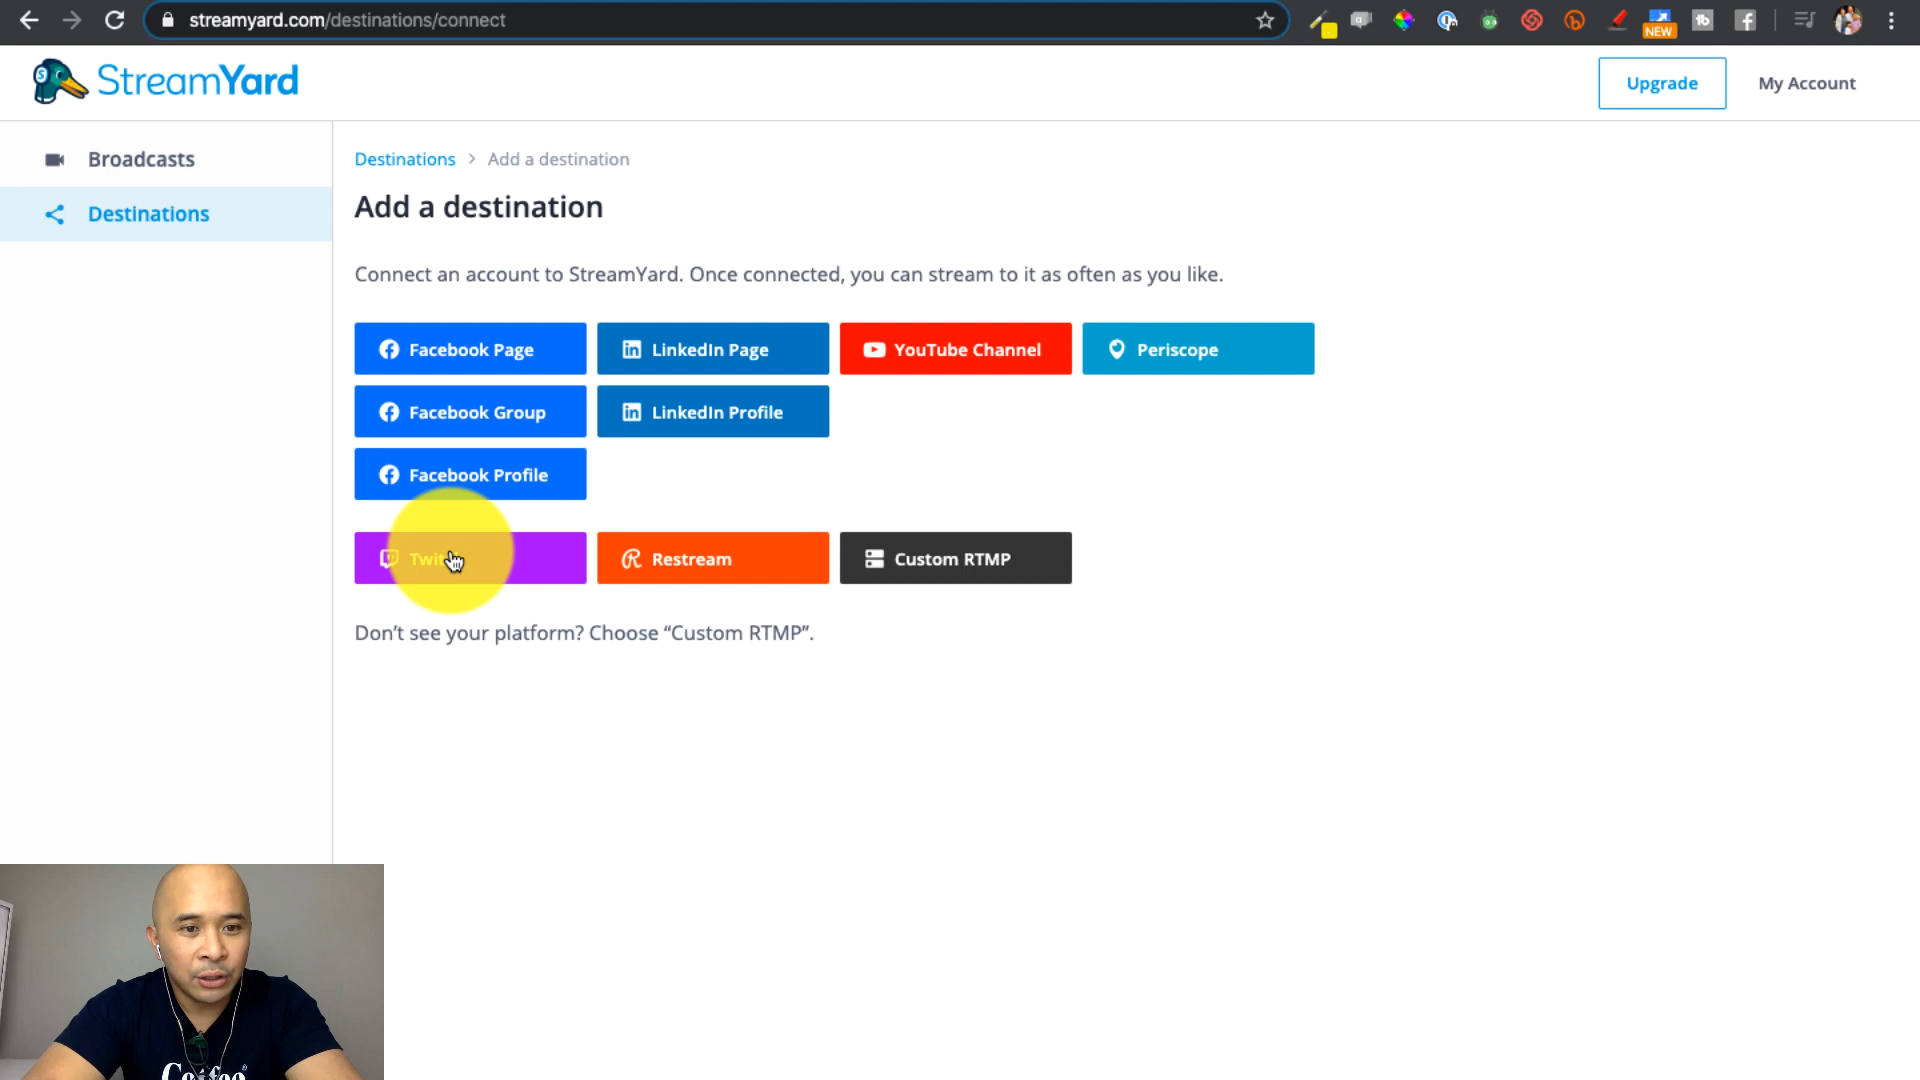 streamyard.com/destinations/connect
NEW
StreamYard
Upgrade
My Account
Broadcasts
Destinations
Destinations > Add a destination
Add a destination
Connect an account to StreamYard. Once connected, you can stream to it as often as you like.
Facebook Page
LinkedIn Page
YouTube Channel
Periscope
Facebook Group
LinkedIn Profile
Facebook Profile
Restream
Custom RTMP
Don’t see your platform? Choose “Custom RTMP”.